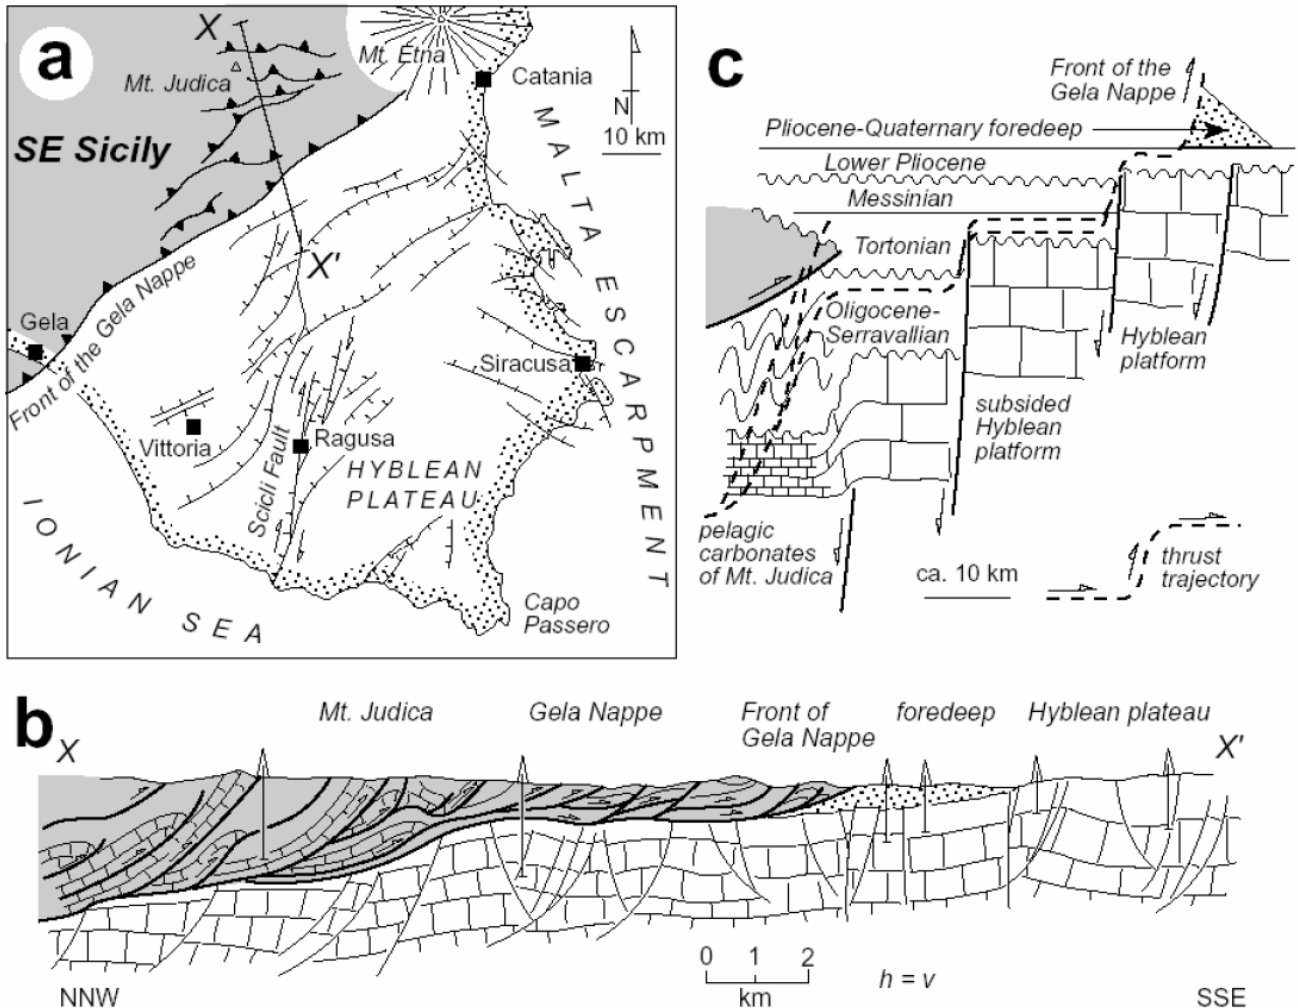 a
X
Mt. Etna
Mt. Judica
Catania
N
10 km
SE Sicily
MALTA ESCARPMENT
X'
Front of the Gela Nappe
Gela
Siracusa
Vittoria
Scicli Fault
Ragusa
HYBLEAN
PLATEAU
IONIAN SEA
Capo
Passero
c
Front of the
Gela Nappe
Pliocene-Quaternary foredeep
Lower Pliocene
Messinian
Tortonian
Oligocene-
Serravallian
Hyblean
platform
subsided
Hyblean
platform
pelagic
carbonates
of Mt. Judica
ca. 10 km
thrust
trajectory
b
X
Mt. Judica
Gela Nappe
Front of
Gela Nappe
foredeep
Hyblean plateau
X'
0 1 2
km
h = v
NNW
SSE